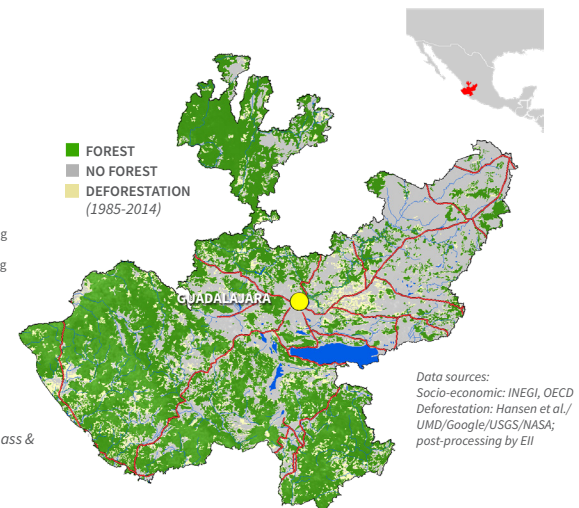 FOREST
NO FOREST
DEFORESTATION
(1985-2014)
g
g
GUADALAJARA
Data sources:
Socio-economic: INEGI, OECD
Deforestation: Hansen et al./
UMD/Google/USGS/NASA;
post-processing by EII
ass &